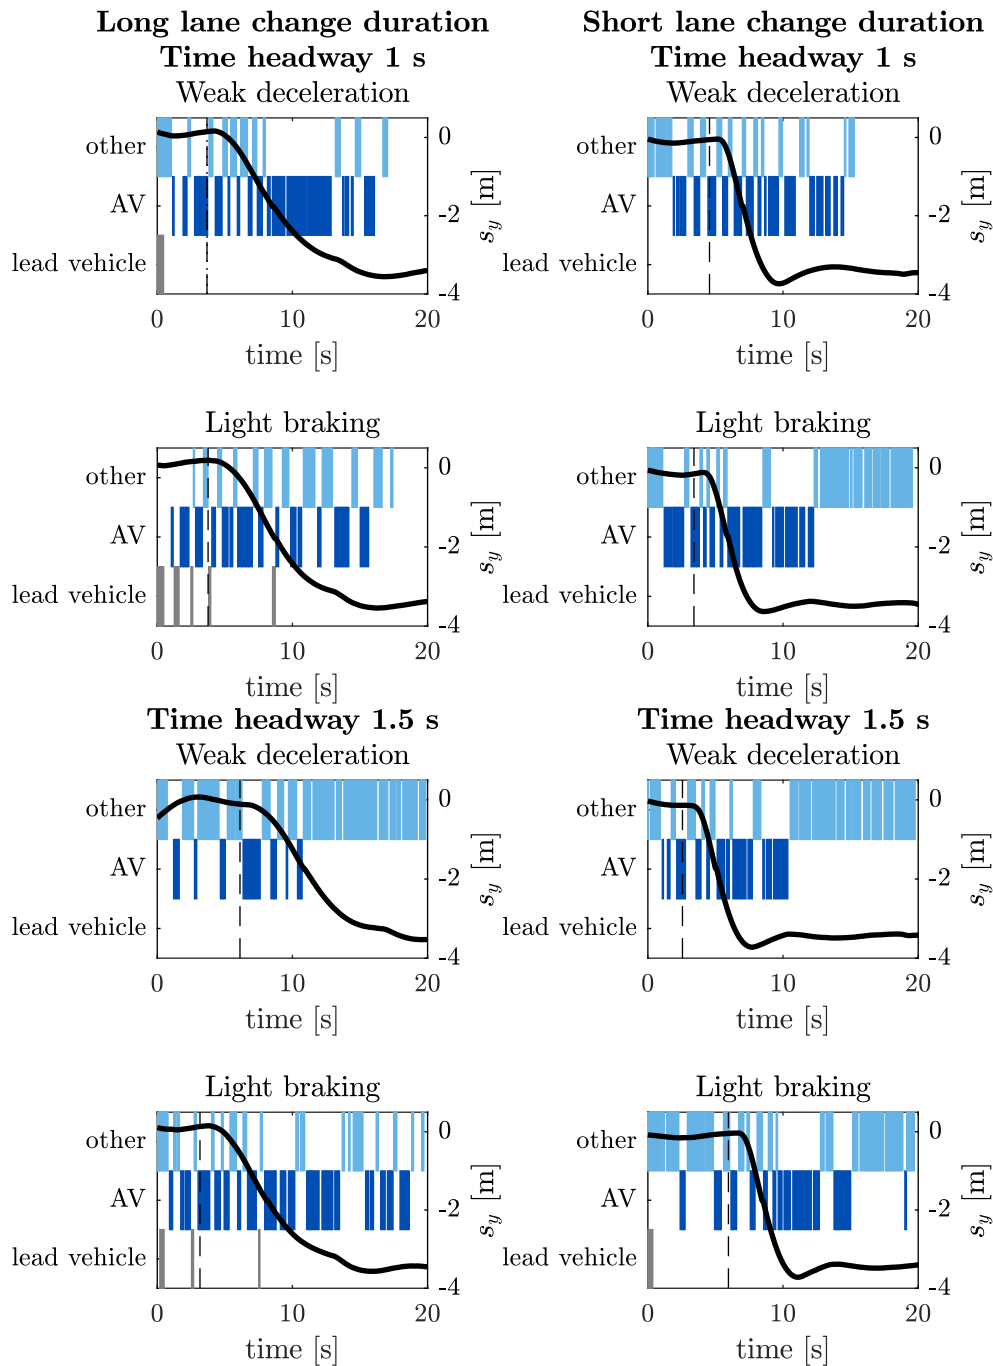 Long lane change duration
Time headway 1 s
Weak deceleration
other
AV
lead vehicle
0
-2
-4
s_y [m]
0 10 20
time [s]
Short lane change duration
Time headway 1 s
Weak deceleration
other
AV
lead vehicle
0
-2
-4
s_y [m]
0 10 20
time [s]
Light braking
other
AV
lead vehicle
0
-2
-4
s_y [m]
0 10 20
time [s]
Light braking
other
AV
lead vehicle
0
-2
-4
s_y [m]
0 10 20
time [s]
Time headway 1.5 s
Weak deceleration
other
AV
lead vehicle
0
-2
-4
s_y [m]
0 10 20
time [s]
Time headway 1.5 s
Weak deceleration
other
AV
lead vehicle
0
-2
-4
s_y [m]
0 10 20
time [s]
Light braking
other
AV
lead vehicle
0
-2
-4
s_y [m]
0 10 20
time [s]
Light braking
other
AV
lead vehicle
0
-2
-4
s_y [m]
0 10 20
time [s]